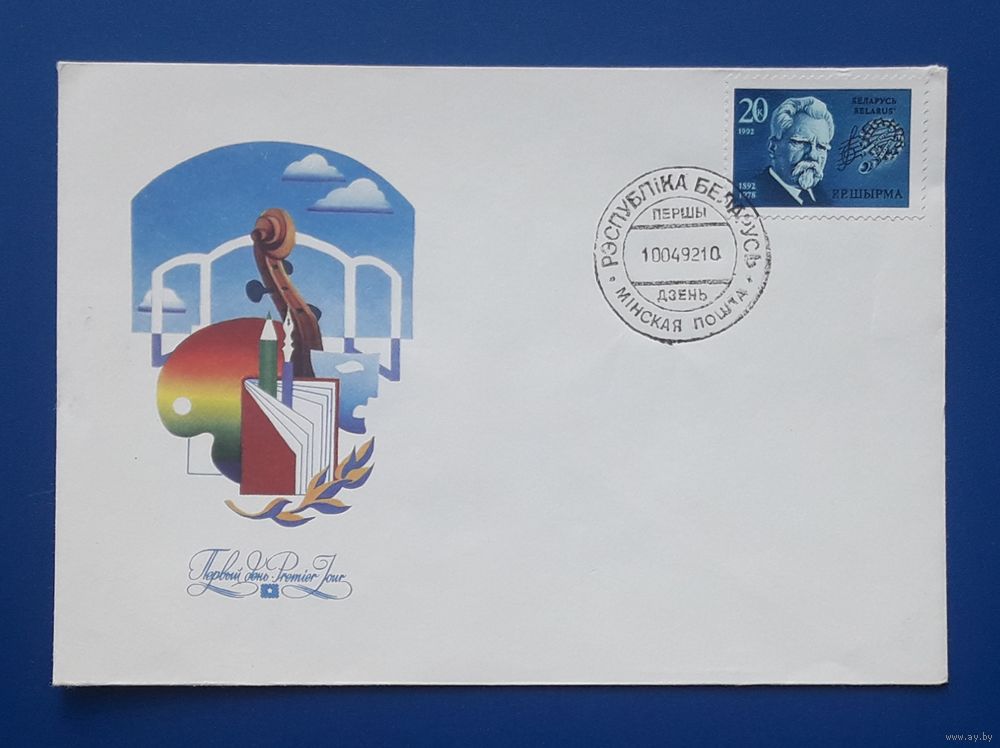 20к
1992
БЕЛАРУСЬ
BELARUS'
1892
1978
Р.Р.ШЫРМА
РЭСПУБЛІКА БЕЛАРУСЬ
ПЕРШЫ
10049210
ДЗЕНЬ
МІНСКАЯ ПОШТА
Первый день · Premier Jour
www.ay.by